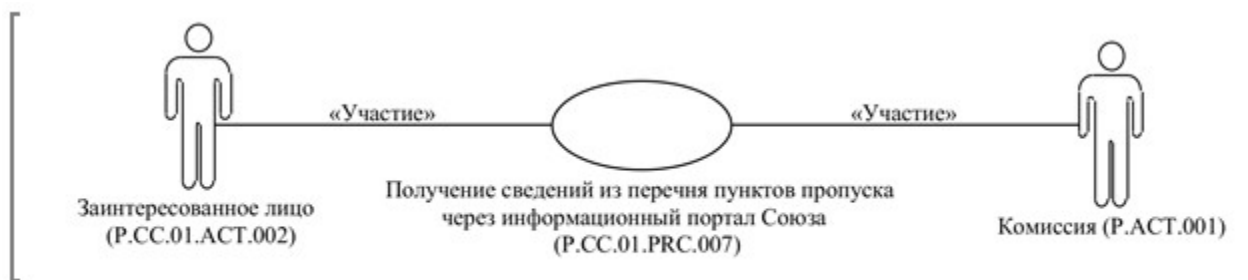 «Участие»
«Участие»
Получение сведений из перечня пунктов пропуска
через информационный портал Союза
(P.CC.01.PRC.007)
Заинтересованное лицо
(P.CC.01.ACT.002)
Комиссия (P.ACT.001)